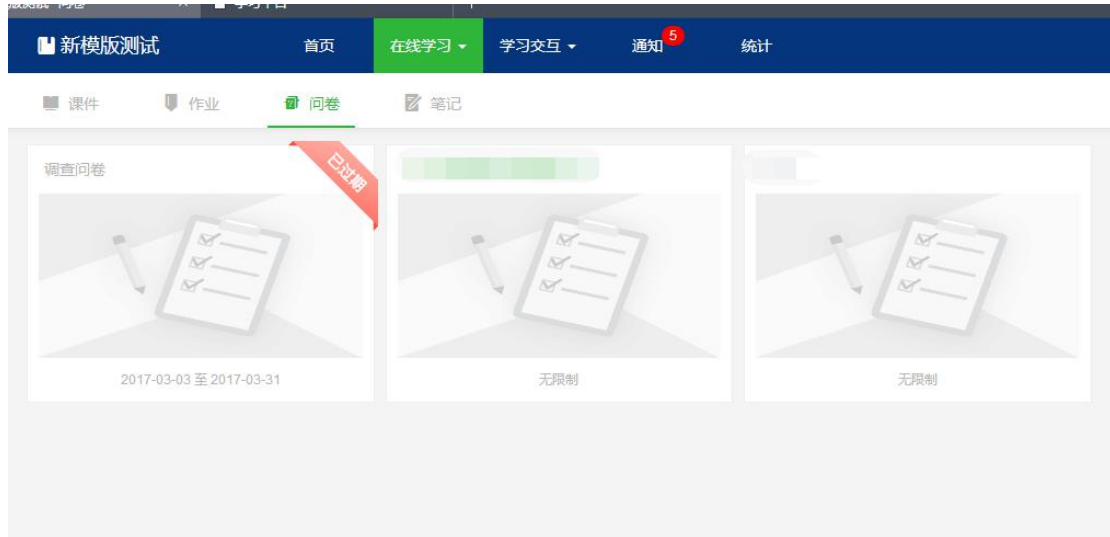 新模版测试
首页
在线学习
学习交互
通知
5
统计
课件
作业
问卷
笔记
调查问卷
已过期
2017-03-03 至 2017-03-31
无限制
无限制